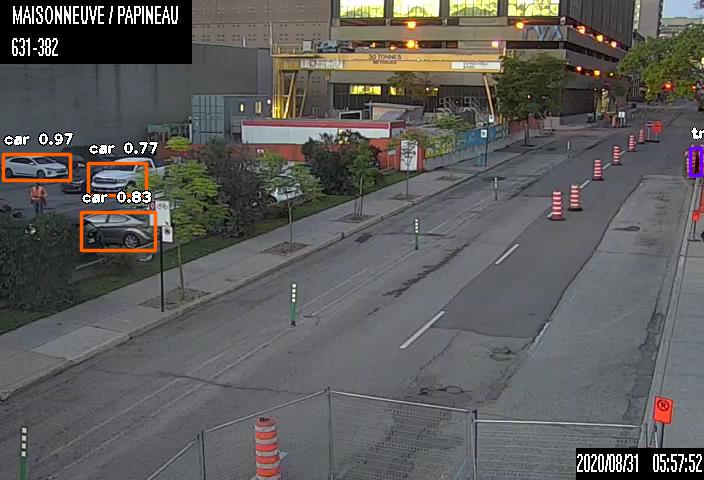 MAISONNEUVE / PAPINEAU
631-382
30 TONNES
car 0.97
car 0.77
car 0.83
tr
2020/08/31 05:57:52